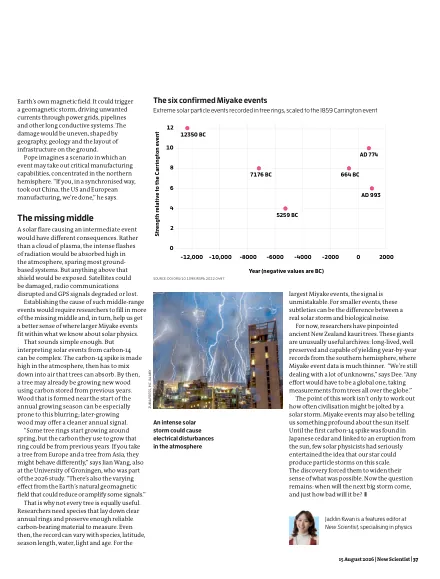 Earth's own magnetic field. It could trigger
a geomagnetic storm, driving unwanted
currents through power grids, pipelines
and other long conductive systems. The
damage would be uneven, shaped by
geography, geology and the layout of
infrastructure on the ground.
Pope imagines a scenario in which an
event may take out critical manufacturing
capabilities, concentrated in the northern
hemisphere. "If you, in a synchronised way,
took out China, the US and European
manufacturing, we're done," he says.
The missing middle
A solar flare causing an intermediate event
would have different consequences. Rather
than a cloud of plasma, the intense flashes
of radiation would be absorbed high in
the atmosphere, sparing most ground-
based systems. But anything above that
shield would be exposed. Satellites could
be damaged, radio communications
disrupted and GPS signals degraded or lost.
Establishing the cause of such middle-range
events would require researchers to fill in more
of the missing middle and, in turn, help us get
a better sense of where larger Miyake events
fit within what we know about solar physics.
That sounds simple enough. But
interpreting solar events from carbon-14
can be complex. The carbon-14 spike is made
high in the atmosphere, then has to mix
down into air that trees can absorb. By then,
a tree may already be growing new wood
using carbon stored from previous years.
Wood that is formed near the start of the
annual growing season can be especially
prone to this blurring; later-growing
wood may offer a cleaner annual signal.
"Some tree rings start growing around
spring, but the carbon they use to grow that
ring could be from previous years. If you take
a tree from Europe and a tree from Asia, they
might behave differently," says Jian Wang, also
at the University of Groningen, who was part
of the 2026 study. "There's also the varying
effect from the Earth's natural geomagnetic
field that could reduce or amplify some signals."
That is why not every tree is equally useful.
Researchers need species that lay down clear
annual rings and preserve enough reliable
carbon-bearing material to measure. Even
then, the record can vary with species, latitude,
season length, water, light and age. For the
The six confirmed Miyake events
Extreme solar particle events recorded in tree rings, scaled to the 1859 Carrington event
Strength relative to the Carrington event
12
10
8
6
4
2
0
12350 BC
7176 BC
5259 BC
664 BC
AD 774
AD 993
-12,000
-10000
-8000
-6000
-4000
-2000
0
2000
Year (negative values are BC)
An intense solar
storm could cause
electrical disturbances
in the atmosphere
largest Miyake events, the signal is
unmistakable. For smaller events, these
subtleties can be the difference between a
real solar storm and biological noise.
For now, researchers have pinpointed
ancient New Zealand kauri trees. These giants
are unusually useful archives: long-lived, well
preserved and capable of yielding year-by-year
records from the southern hemisphere, where
Miyake event data is much thinner. "We're still
dealing with a lot of unknowns," says Dee. "Any
effort would have to be a global one, taking
measurements from trees all over the globe."
The point of this work isn't only to work out
how often civilisation might be jolted by
a solar storm. Miyake events may also be telling
us something profound about the sun itself.
Until the first carbon-14 spike was found in
Japanese cedar and linked to an eruption from
the sun, few solar physicists had seriously
entertained the idea that our star could
produce particle storms on this scale.
The discovery forced them to widen their
sense of what was possible. Now the question
remains: when will the next big storm come,
and just how bad will it be?
Jacklin Kwan is a features editor at
New Scientist, specialising in physics
15 August 2026 | New Scientist | 37